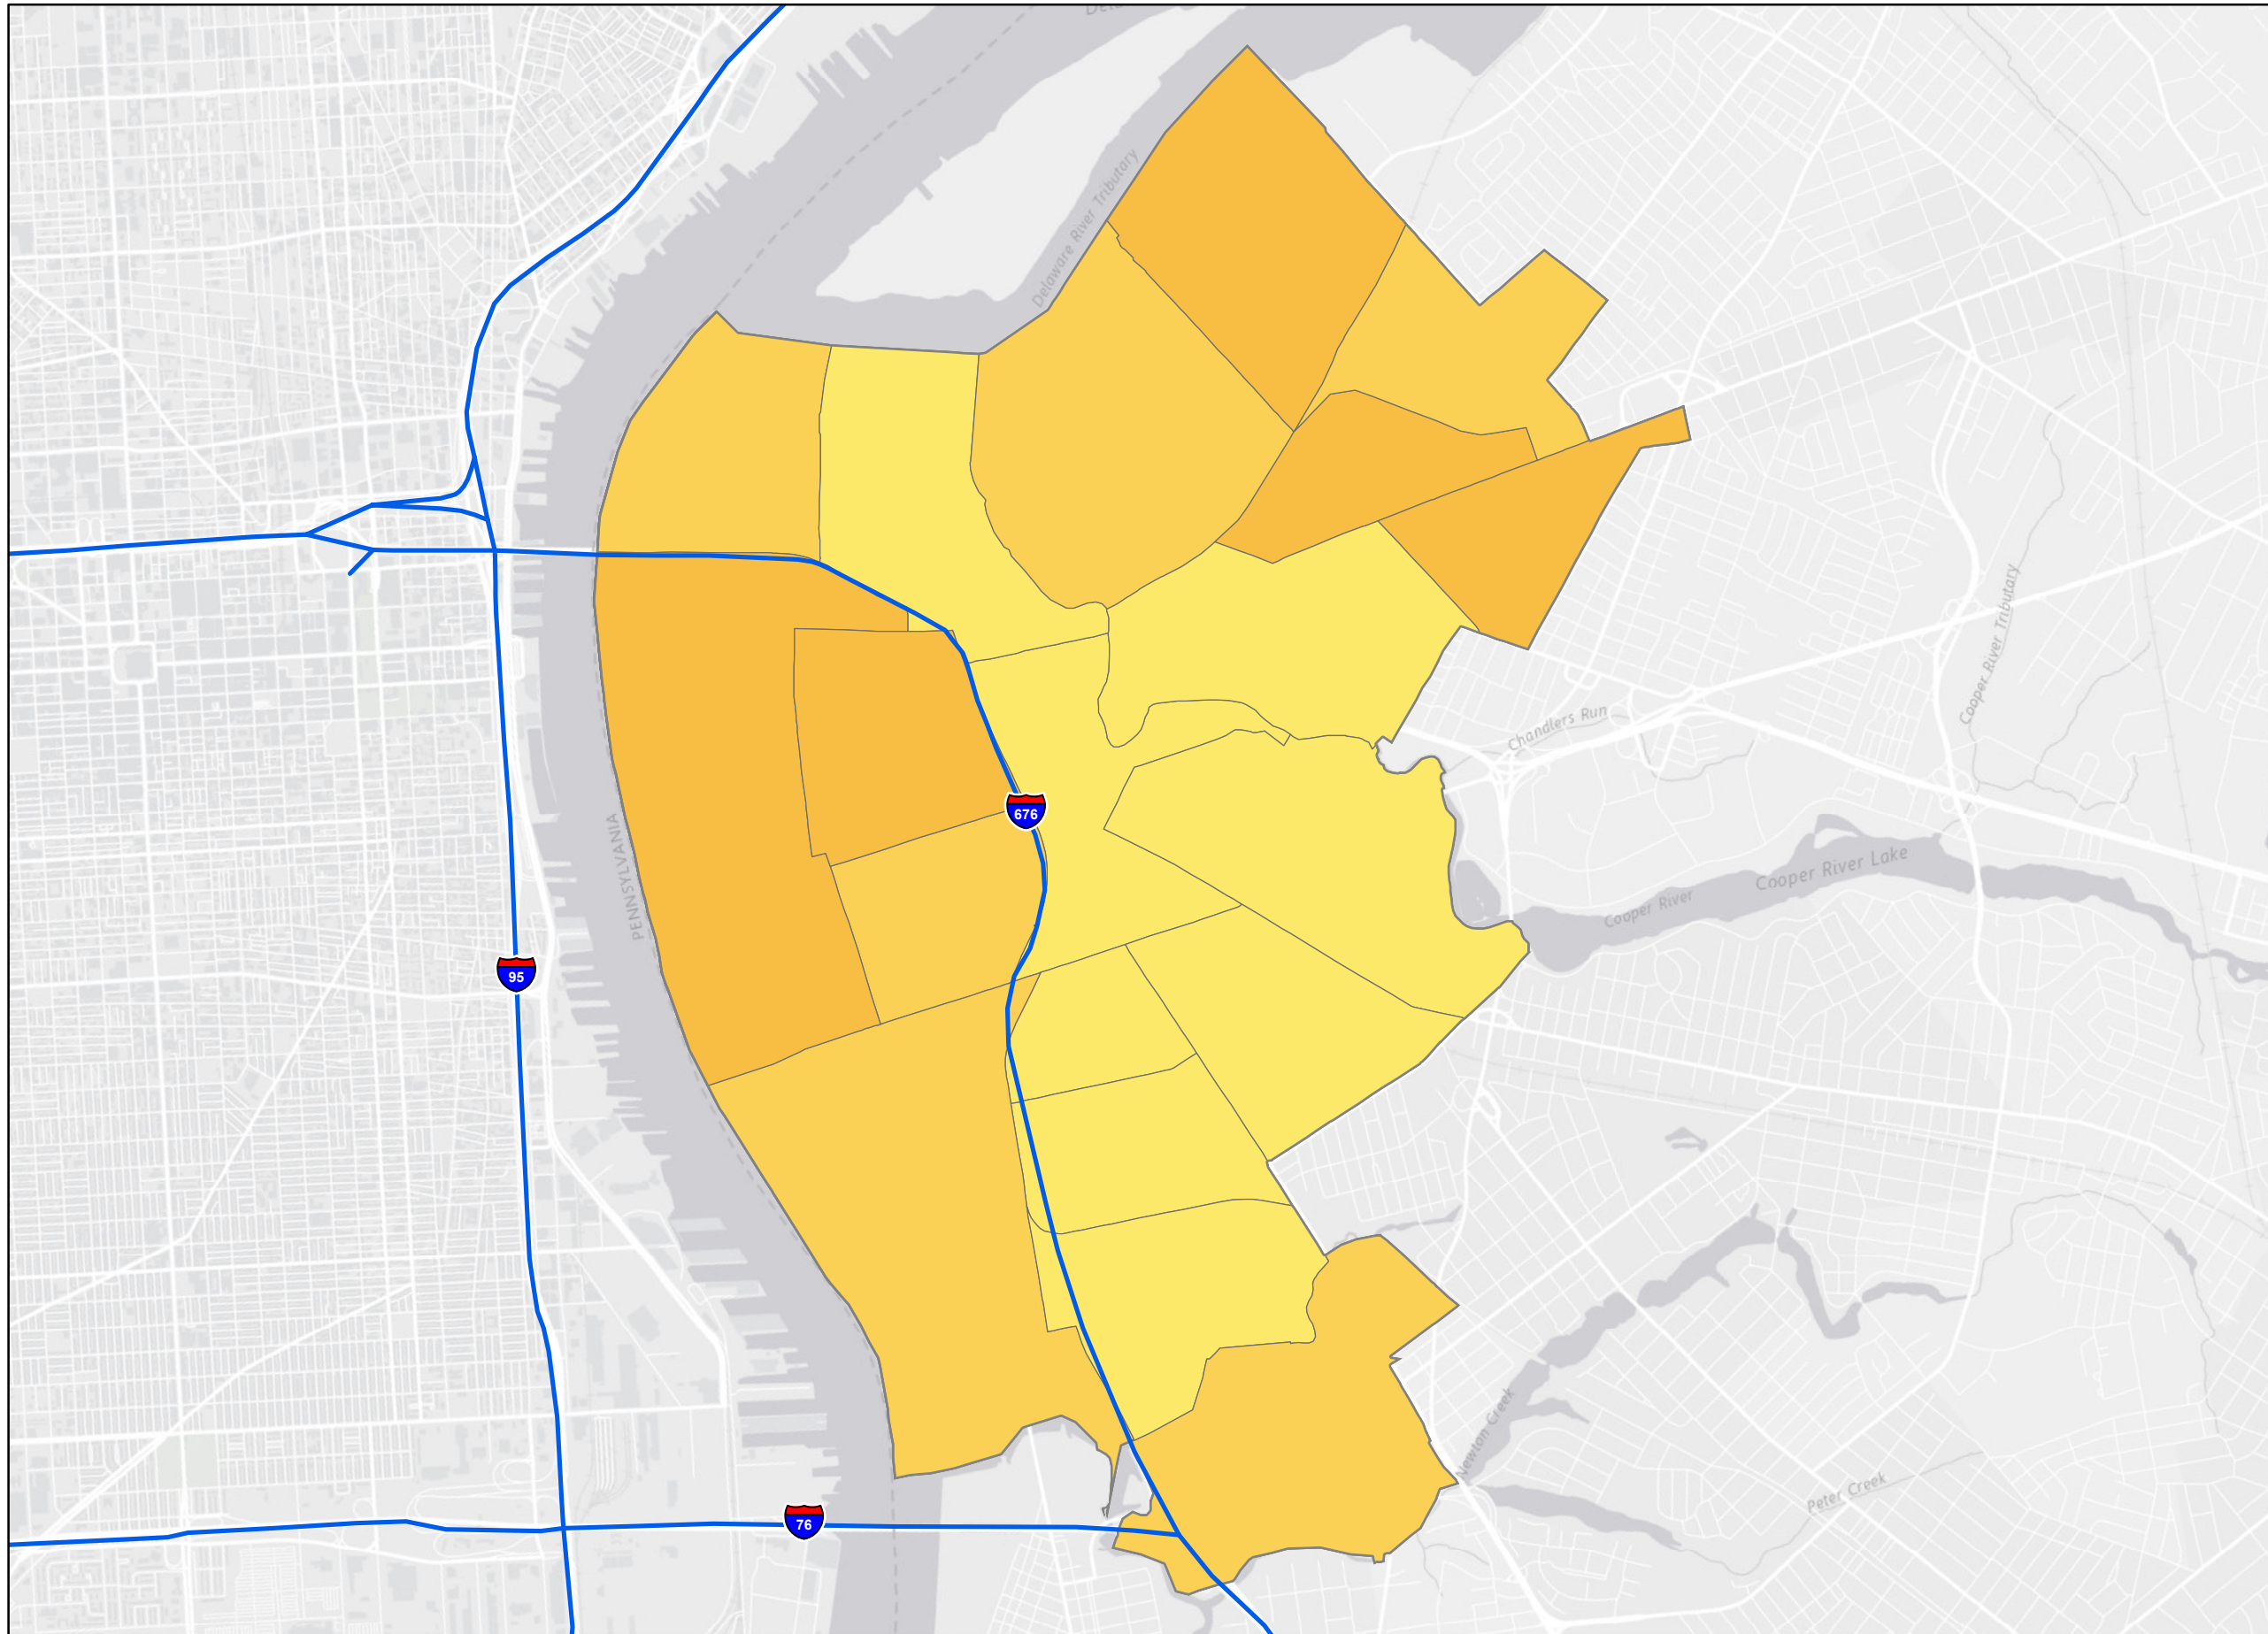 Delaware River Tributary
676
PENNSYLVANIA
95
76
Chandlers Run
Cooper River Tributary
Cooper River Lake
Cooper River
Newton Creek
Peter Creek